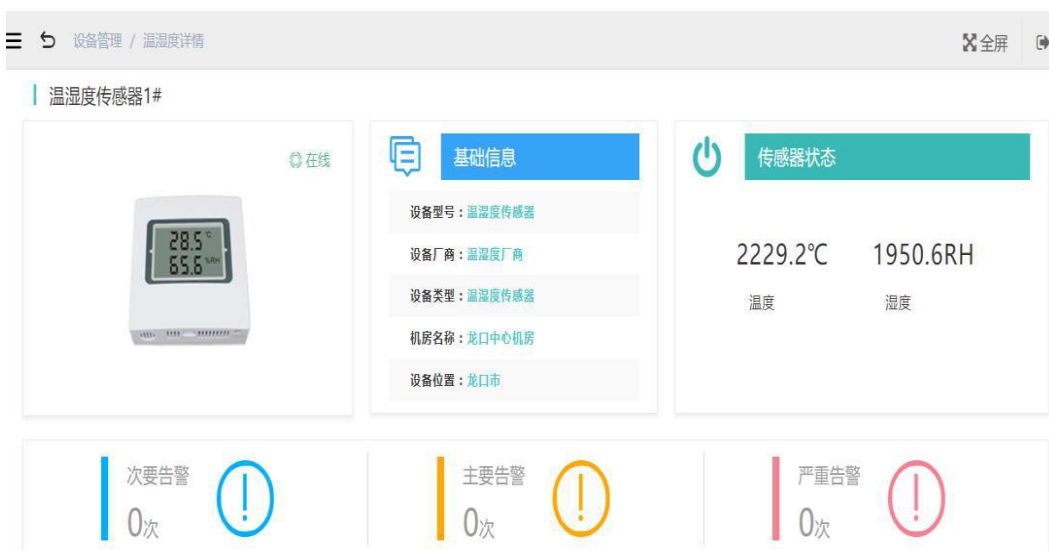 设备管理 / 温湿度详情
全屏
温湿度传感器1#
在线
28.5℃
65.6%RH
基础信息
设备型号：温湿度传感器
设备厂商：温湿度厂商
设备类型：温湿度传感器
机房名称：龙口中心机房
设备位置：龙口市
传感器状态
2229.2℃ 1950.6RH
温度 湿度
次要告警
0次
主要告警
0次
严重告警
0次